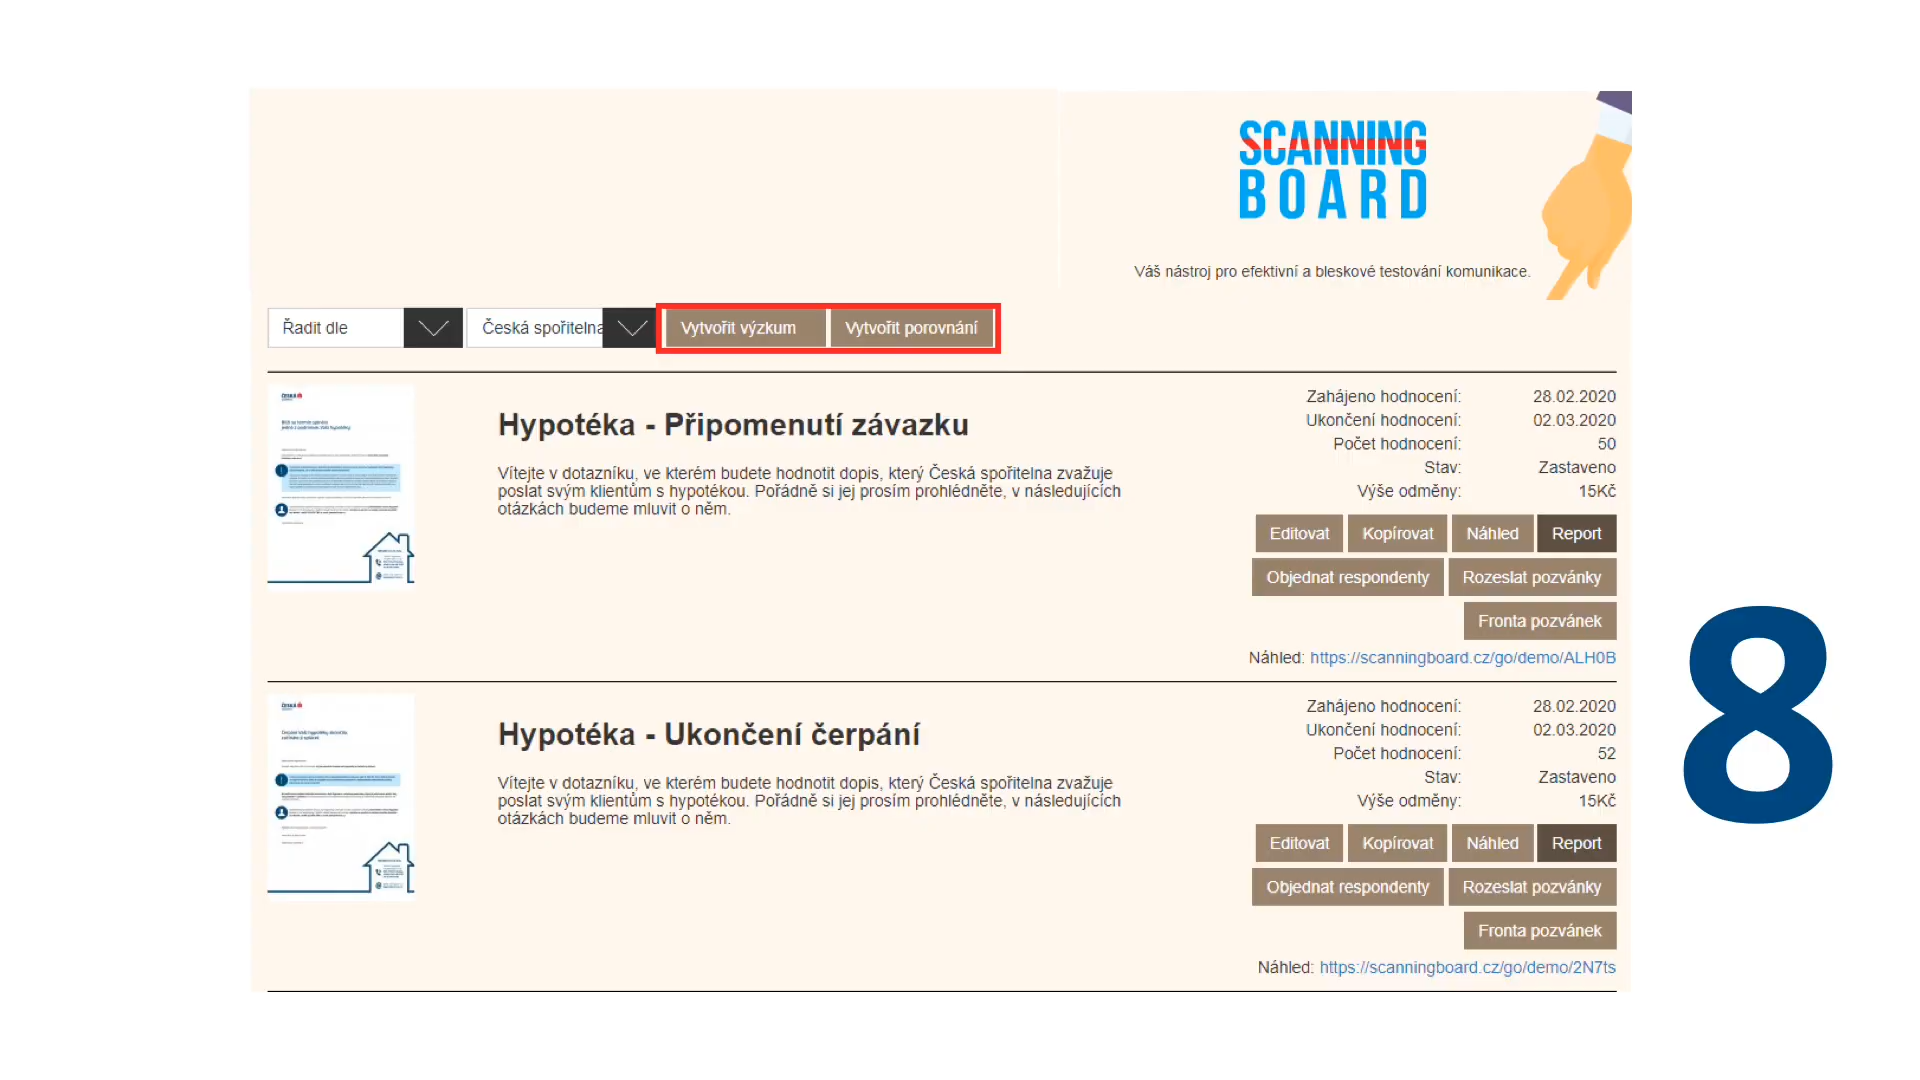 SCANNING
BOARD
Váš nástroj pro efektivní a bleskové testování komunikace.
Řadit dle
Česká spořitelna
Vytvořit výzkum
Vytvořit porovnání
Hypotéka - Připomenutí závazku
Vítejte v dotazníku, ve kterém budete hodnotit dopis, který Česká spořitelna zvažuje
poslat svým klientům s hypotékou. Pořádně si jej prosím prohlédněte, v následujících
otázkách budeme mluvit o něm.
Zahájeno hodnocení: 28.02.2020
Ukončení hodnocení: 02.03.2020
Počet hodnocení: 50
Stav: Zastaveno
Výše odměny: 15Kč
Editovat Kopírovat Náhled Report
Objednat respondenty Rozeslat pozvánky
Fronta pozvánek
Náhled: https://scanningboard.cz/go/demo/ALH0B
Hypotéka - Ukončení čerpání
Vítejte v dotazníku, ve kterém budete hodnotit dopis, který Česká spořitelna zvažuje
poslat svým klientům s hypotékou. Pořádně si jej prosím prohlédněte, v následujících
otázkách budeme mluvit o něm.
Zahájeno hodnocení: 28.02.2020
Ukončení hodnocení: 02.03.2020
Počet hodnocení: 52
Stav: Zastaveno
Výše odměny: 15Kč
Editovat Kopírovat Náhled Report
Objednat respondenty Rozeslat pozvánky
Fronta pozvánek
Náhled: https://scanningboard.cz/go/demo/2N7ts
8